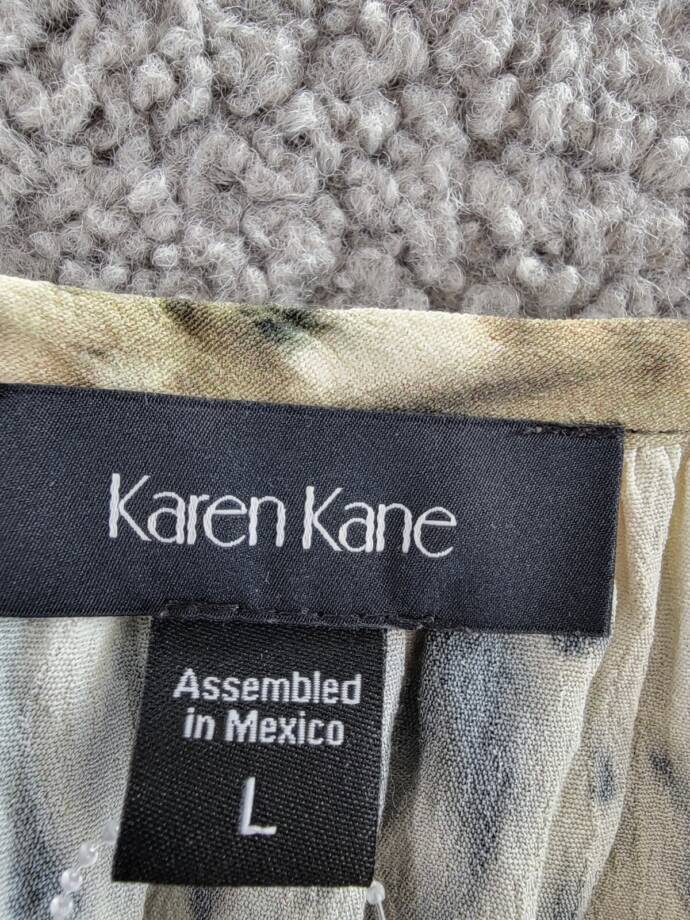 Karen Kane
Assembled
in Mexico
L